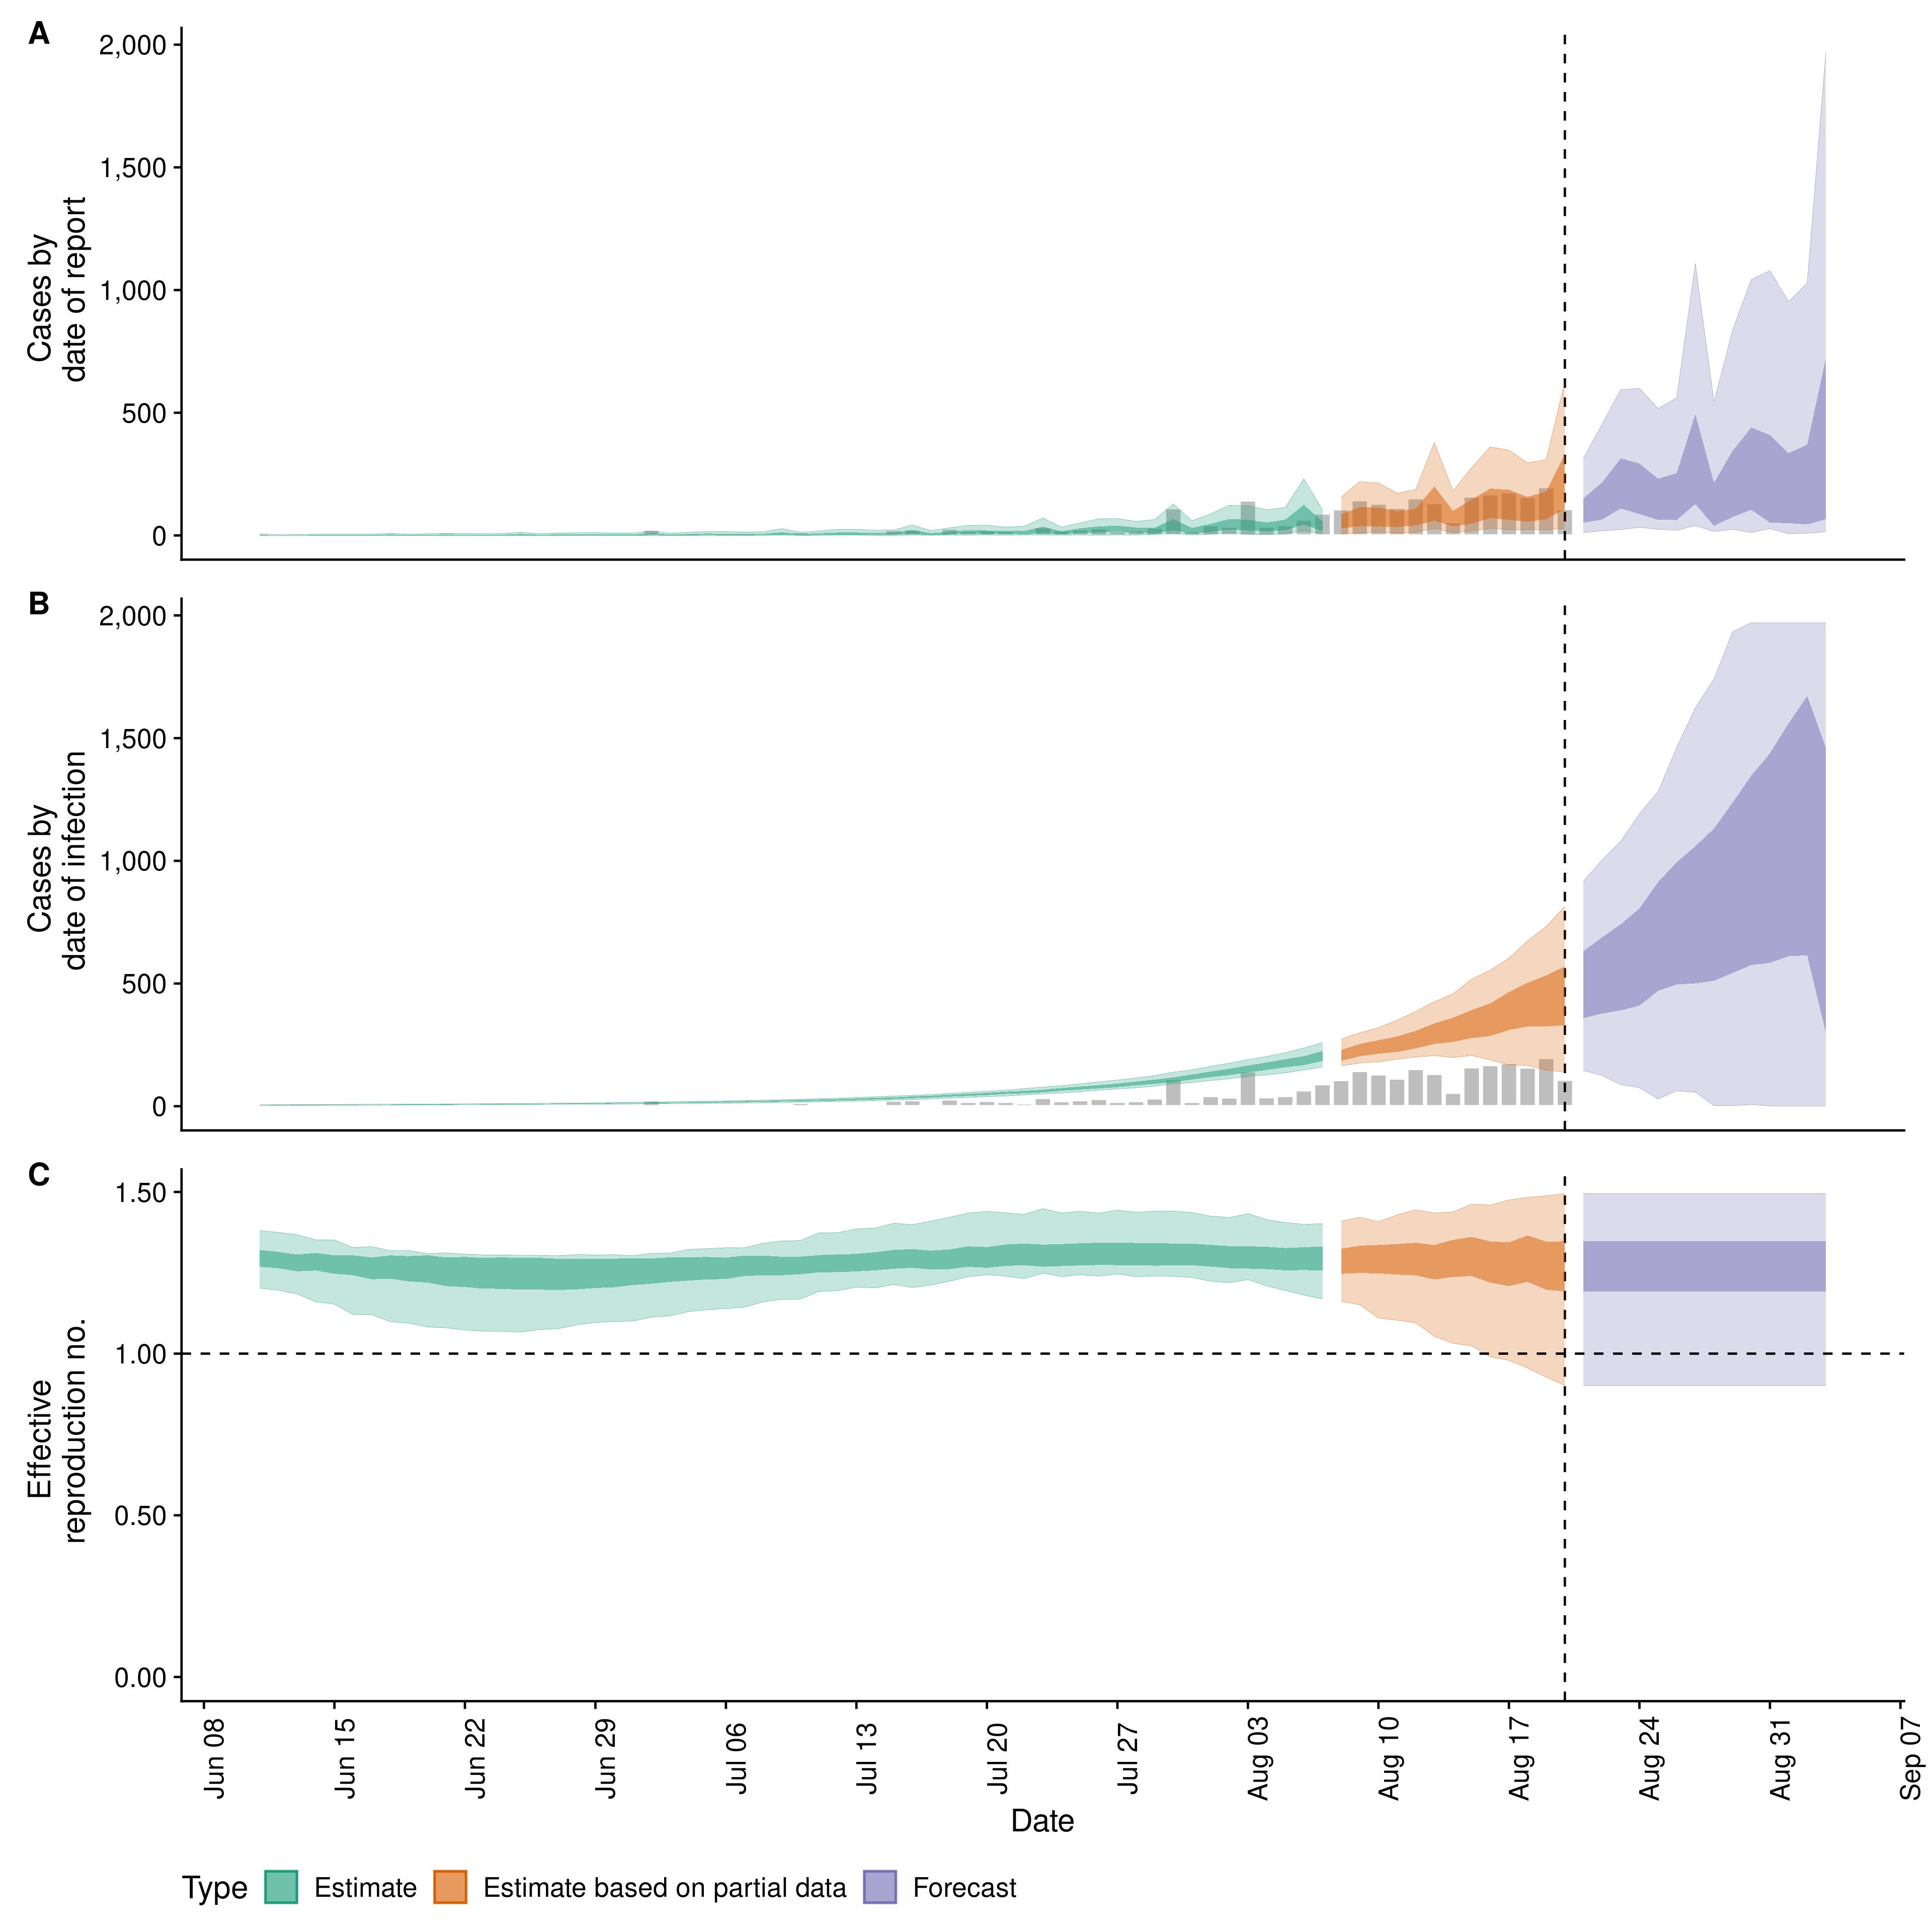 A
2,000
1,500
1,000
500
0
Cases by
date of report
B
2,000
1,500
1,000
500
0
Cases by
date of infection
C
1.50
1.00
0.50
0.00
Effective
reproduction no.
Jun 08
Jun 15
Jun 22
Jun 29
Jul 06
Jul 13
Jul 20
Jul 27
Aug 03
Aug 10
Aug 17
Aug 24
Aug 31
Sep 07
Date
Type Estimate Estimate based on partial data Forecast